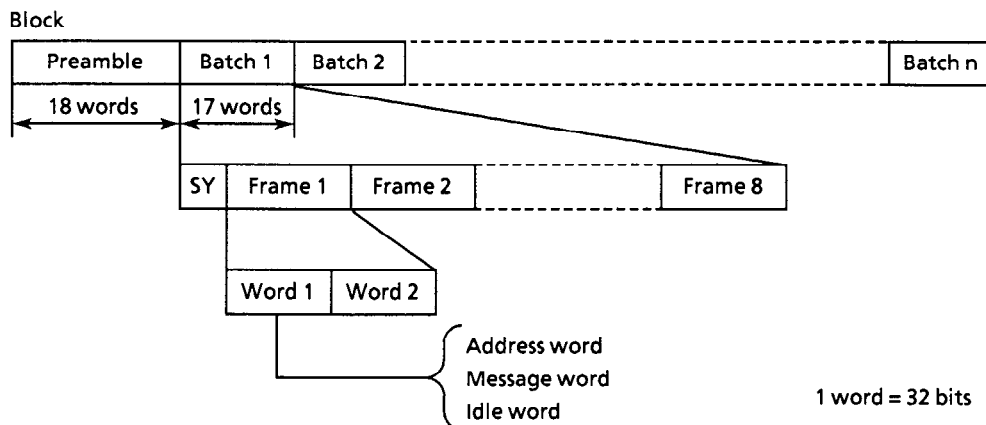 Block
Preamble Batch 1 Batch 2 Batch n
18 words 17 words
SY Frame 1 Frame 2 Frame 8
Word 1 Word 2
Address word
Message word
Idle word
1 word = 32 bits